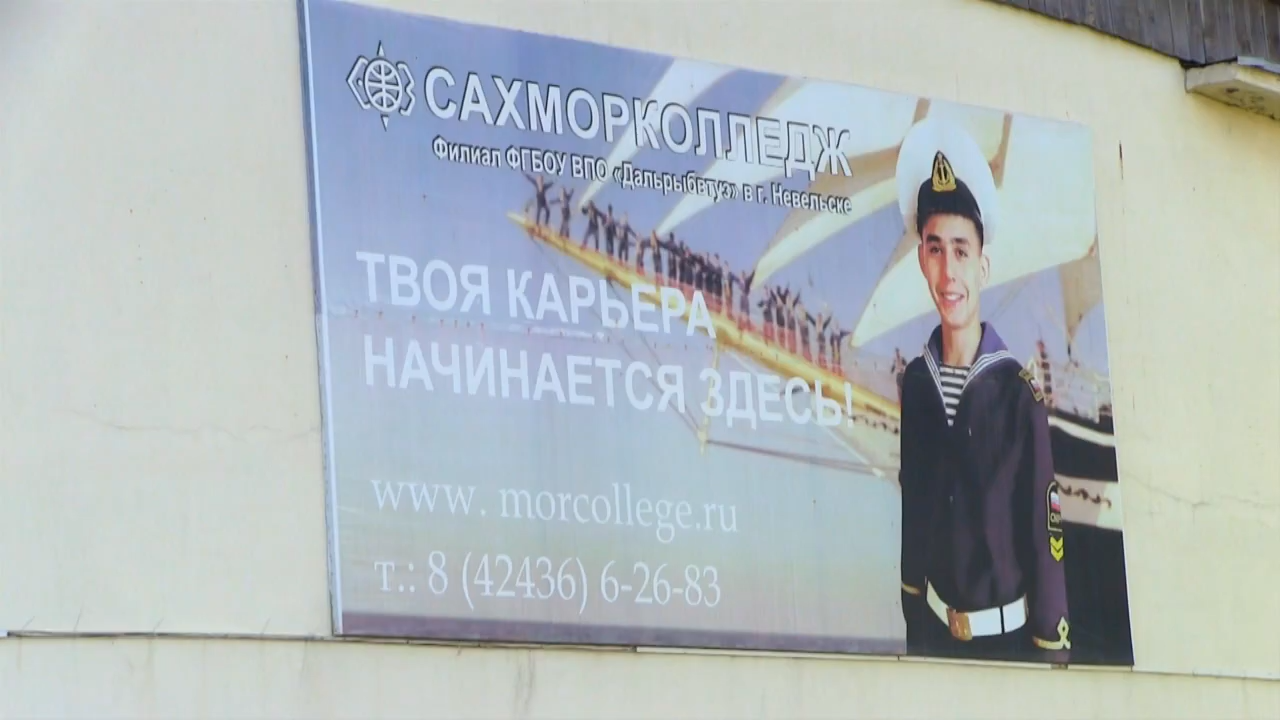 САХМОРКОЛЛЕДЖ
Филиал ФГБОУ ВПО «Дальрыбвтуз» в г. Невельске
ТВОЯ КАРЬЕРА
НАЧИНАЕТСЯ ЗДЕСЬ!
www. morcollege.ru
т.: 8 (42436) 6-26-83